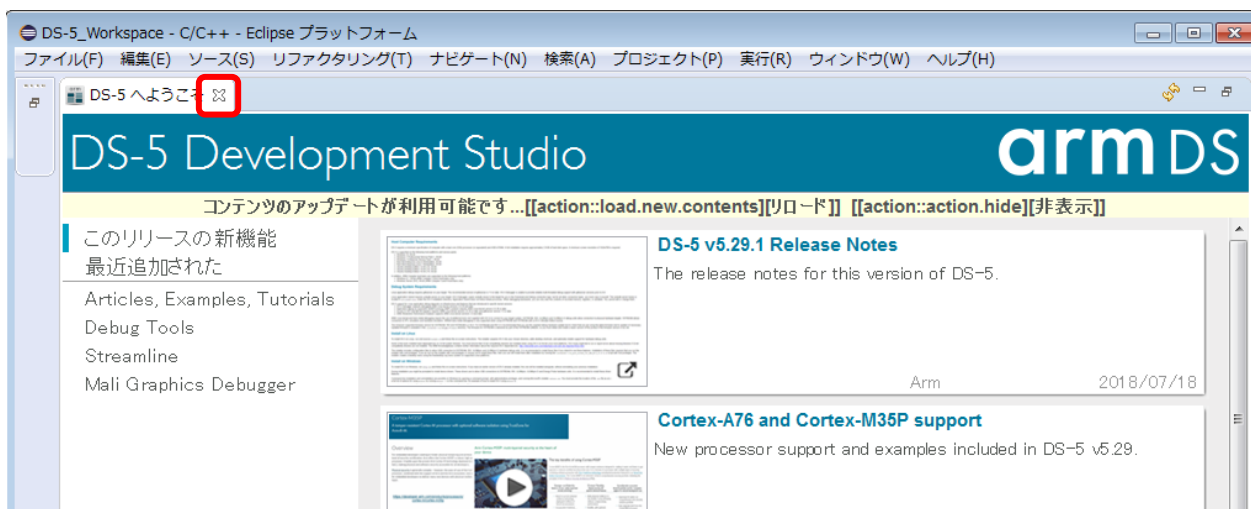 DS-5_Workspace - C/C++ - Eclipse プラットフォーム
ファイル(F) 編集(E) ソース(S) リファクタリング(T) ナビゲート(N) 検索(A) プロジェクト(P) 実行(R) ウィンドウ(W) ヘルプ(H)
DS-5 へようこそ
DS-5 Development Studio
arm DS
コンテンツのアップデートが利用可能です...[[action::load.new.contents][リロード]] [[action::action.hide][非表示]]
このリリースの新機能
最近追加された
Articles, Examples, Tutorials
Debug Tools
Streamline
Mali Graphics Debugger
DS-5 v5.29.1 Release Notes
The release notes for this version of DS-5.
Arm 2018/07/18
Cortex-A76 and Cortex-M35P support
New processor support and examples included in DS-5 v5.29.